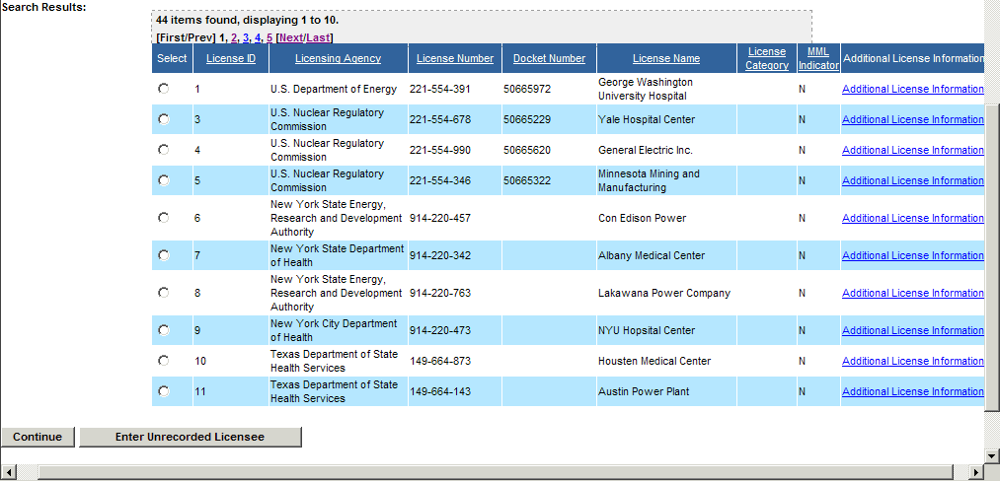 Search Results:
44 items found, displaying 1 to 10.
[First/Prev] 1, 2, 3, 4, 5 [Next/Last]
Select License ID Licensing Agency License Number Docket Number License Name License Category MML Indicator Additional License Information
1 U.S. Department of Energy 221-554-391 50665972 George Washington University Hospital N Additional License Information
3 U.S. Nuclear Regulatory Commission 221-554-678 50665229 Yale Hospital Center N Additional License Information
4 U.S. Nuclear Regulatory Commission 221-554-990 50665620 General Electric Inc. N Additional License Information
5 U.S. Nuclear Regulatory Commission 221-554-346 50665322 Minnesota Mining and Manufacturing N Additional License Information
6 New York State Energy, Research and Development Authority 914-220-457 Con Edison Power N Additional License Information
7 New York State Department of Health 914-220-342 Albany Medical Center N Additional License Information
8 New York State Energy, Research and Development Authority 914-220-763 Lakawana Power Company N Additional License Information
9 New York City Department of Health 914-220-473 NYU Hopsital Center N Additional License Information
10 Texas Department of State Health Services 149-664-873 Housten Medical Center N Additional License Information
11 Texas Department of State Health Services 149-664-143 Austin Power Plant N Additional License Information
Continue Enter Unrecorded Licensee